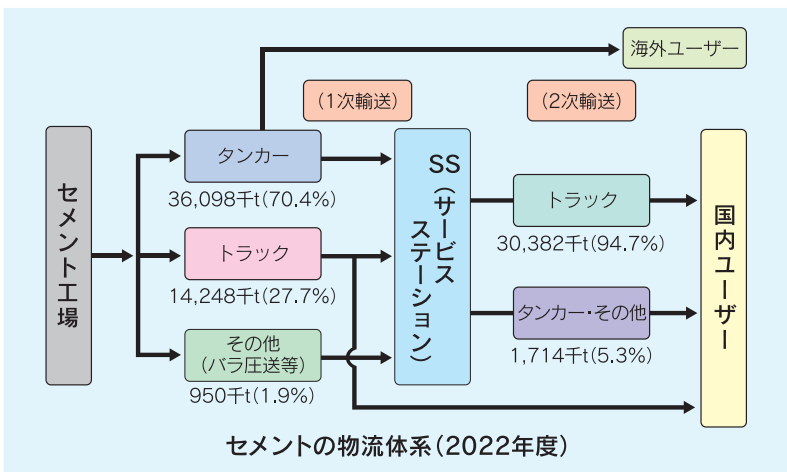 海外ユーザー
(1次輸送)
(2次輸送)
セメント工場
タンカー
36,098千t(70.4%)
トラック
14,248千t(27.7%)
その他
(バラ圧送等)
950千t(1.9%)
SS(サービス
ステーション)
トラック
30,382千t(94.7%)
タンカー・その他
1,714千t(5.3%)
国内ユーザー
セメントの物流体系(2022年度)